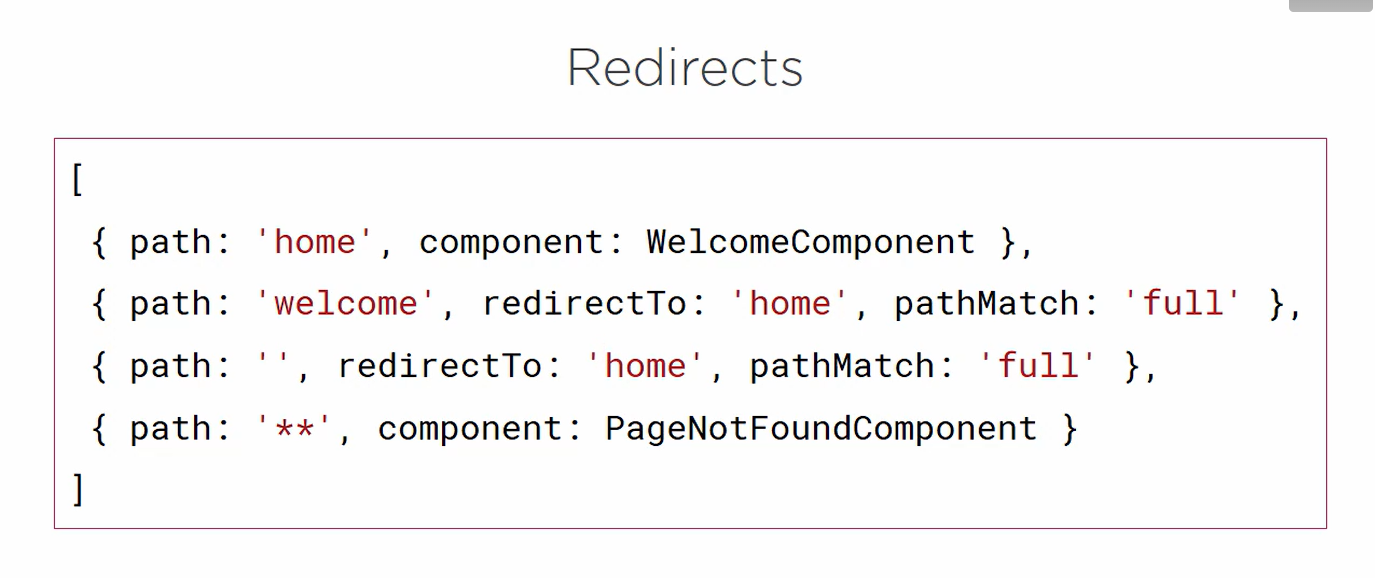 Redirects
[
{ path: 'home', component: WelcomeComponent },
{ path: 'welcome', redirectTo: 'home', pathMatch: 'full' },
{ path: '', redirectTo: 'home', pathMatch: 'full' },
{ path: '**', component: PageNotFoundComponent }
]